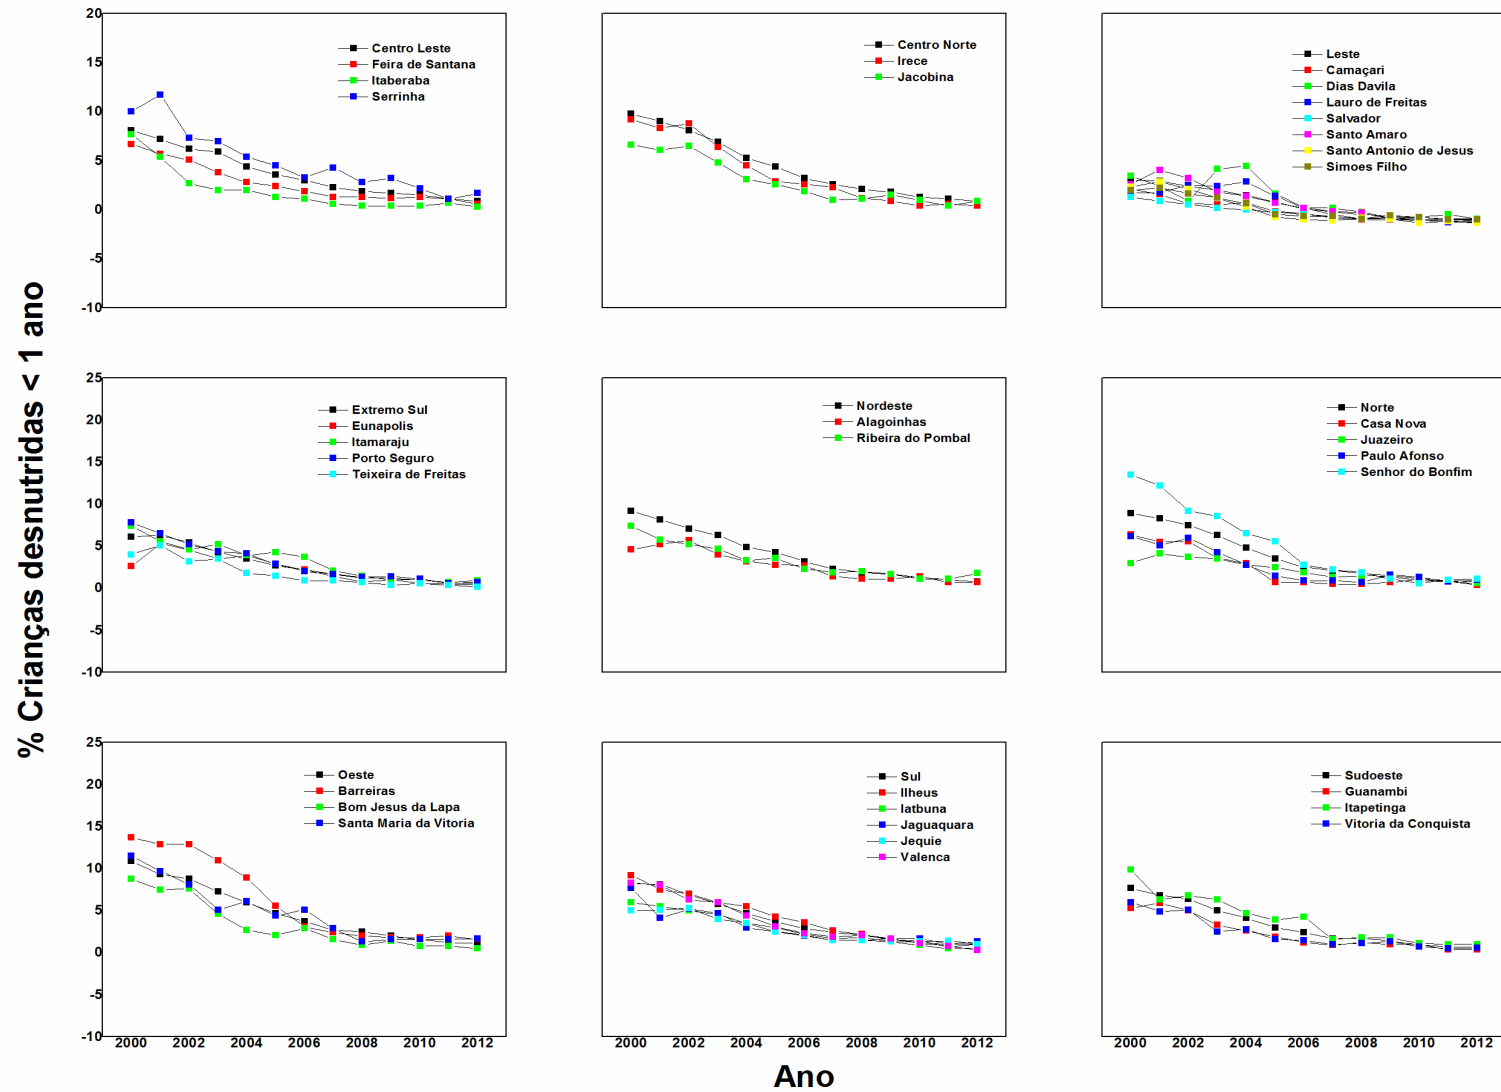 % Crianças desnutridas < 1 ano
20
15
10
5
0
-5
-10
Centro Leste
Feira de Santana
Itaberaba
Serrinha
Centro Norte
Irece
Jacobina
Leste
Camaçari
Dias Davila
Lauro de Freitas
Salvador
Santo Amaro
Santo Antonio de Jesus
Simoes Filho
25
20
15
10
5
0
-5
-10
Extremo Sul
Eunapolis
Itamaraju
Porto Seguro
Teixeira de Freitas
Nordeste
Alagoinhas
Ribeira do Pombal
Norte
Casa Nova
Juazeiro
Paulo Afonso
Senhor do Bonfim
25
20
15
10
5
0
-5
-10
Oeste
Barreiras
Bom Jesus da Lapa
Santa Maria da Vitoria
Sul
Ilheus
Iatbuna
Jaguaquara
Jequie
Valenca
Sudoeste
Guanambi
Itapetinga
Vitoria da Conquista
2000 2002 2004 2006 2008 2010 2012
2000 2002 2004 2006 2008 2010 2012
2000 2002 2004 2006 2008 2010 2012
Ano